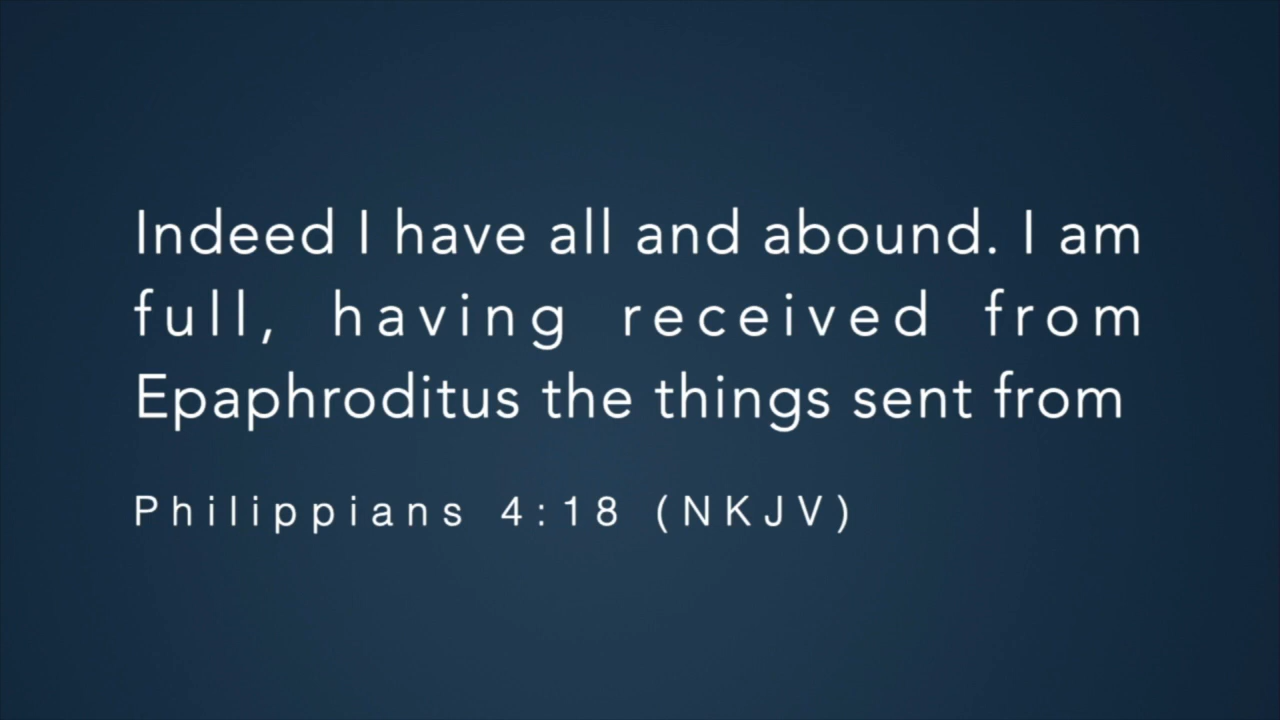 Indeed I have all and abound. I am
full, having received from
Epaphroditus the things sent from
Philippians 4:18 (NKJV)